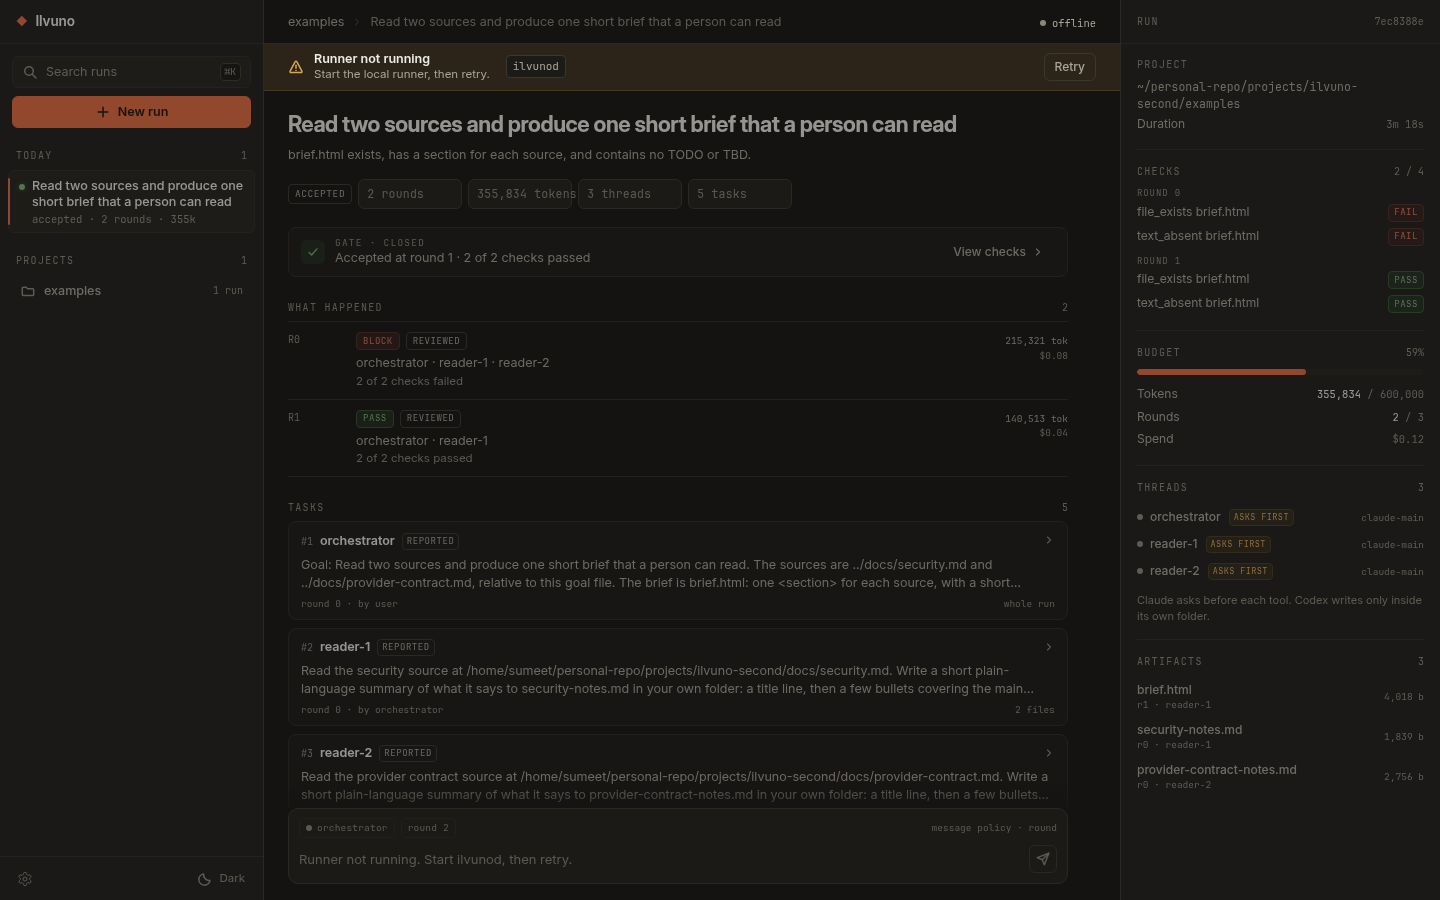 Ilvuno
Search runs
⌘K
New run
TODAY 1
Read two sources and produce one
short brief that a person can read
accepted · 2 rounds · 355k
PROJECTS 1
examples 1 run
Dark
examples › Read two sources and produce one short brief that a person can read
offline
Runner not running
Start the local runner, then retry.
ilvunod
Retry
Read two sources and produce one short brief that a person can read
brief.html exists, has a section for each source, and contains no TODO or TBD.
ACCEPTED 2 rounds 355,834 tokens 3 threads 5 tasks
GATE · CLOSED
Accepted at round 1 · 2 of 2 checks passed
View checks
WHAT HAPPENED 2
R0 BLOCK REVIEWED 215,321 tok
orchestrator · reader-1 · reader-2 $0.08
2 of 2 checks failed
R1 PASS REVIEWED 140,513 tok
orchestrator · reader-1 $0.04
2 of 2 checks passed
TASKS 5
#1 orchestrator REPORTED
Goal: Read two sources and produce one short brief that a person can read. The sources are ../docs/security.md and
../docs/provider-contract.md, relative to this goal file. The brief is brief.html: one <section> for each source, with a short...
round 0 · by user whole run
#2 reader-1 REPORTED
Read the security source at /home/sumeet/personal-repo/projects/ilvuno-second/docs/security.md. Write a short plain-
language summary of what it says to security-notes.md in your own folder: a title line, then a few bullets covering the main...
round 0 · by orchestrator 2 files
#3 reader-2 REPORTED
Read the provider contract source at /home/sumeet/personal-repo/projects/ilvuno-second/docs/provider-contract.md. Write a
short plain-language summary of what it says to provider-contract-notes.md in your own folder: a title line, then a few bullets...
orchestrator round 2 message policy · round
Runner not running. Start ilvunod, then retry.
RUN 7ec8388e
PROJECT
~/personal-repo/projects/ilvuno-
second/examples
Duration 3m 18s
CHECKS 2 / 4
ROUND 0
file_exists brief.html FAIL
text_absent brief.html FAIL
ROUND 1
file_exists brief.html PASS
text_absent brief.html PASS
BUDGET 59%
Tokens 355,834 / 600,000
Rounds 2 / 3
Spend $0.12
THREADS 3
orchestrator ASKS FIRST claude-main
reader-1 ASKS FIRST claude-main
reader-2 ASKS FIRST claude-main
Claude asks before each tool. Codex writes only inside
its own folder.
ARTIFACTS 3
brief.html 4,018 b
r1 · reader-1
security-notes.md 1,839 b
r0 · reader-1
provider-contract-notes.md 2,756 b
r0 · reader-2